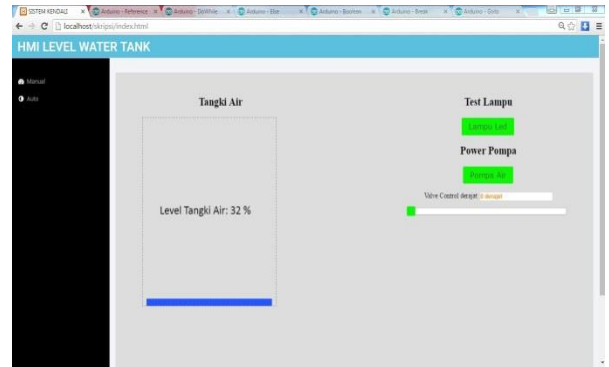 SISTEM KENDALI
Arduino - Reference
Arduino - DoWhile
Arduino - Else
Arduino - Boolean
Arduino - Break
Arduino - Goto
localhost/skripsi/index.html
HMI LEVEL WATER TANK
Manual
Auto
Tangki Air
Level Tangki Air: 32 %
Test Lampu
Lampu Led
Power Pompa
Pompa Air
Valve Control derajat: 0 derajat